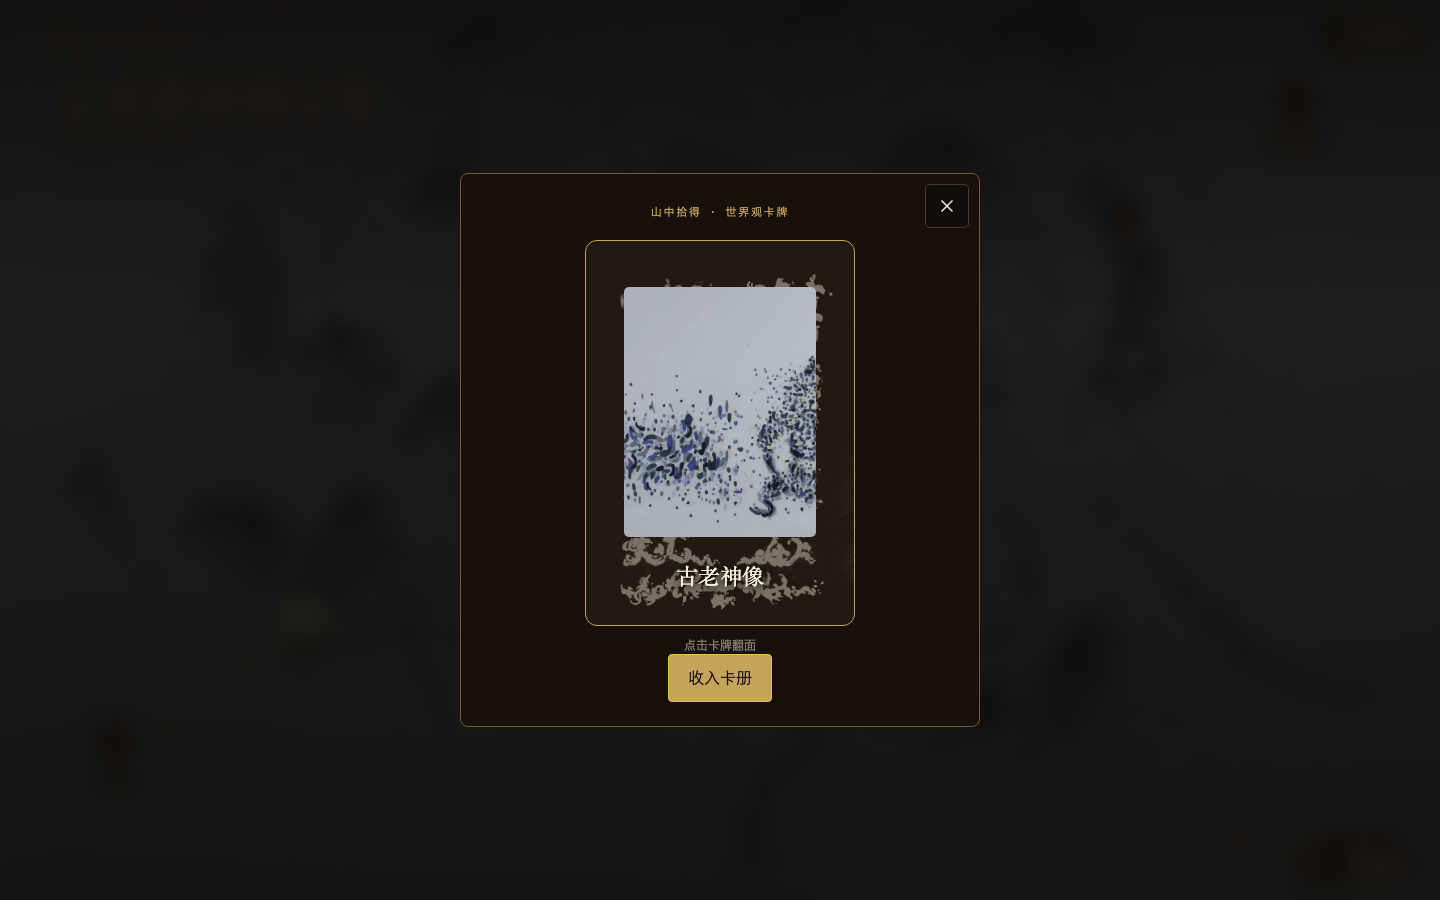 山中拾得 · 世界观卡牌
古老神像
点击卡牌翻面
收入卡册